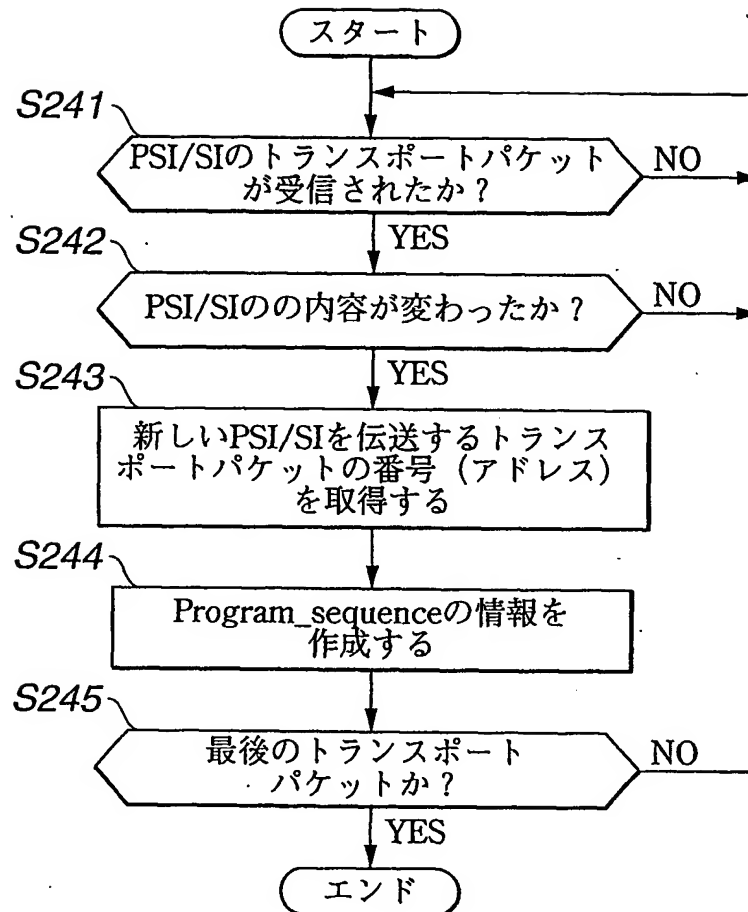 スタート
S241
PSI/SIのトランスポートパケット
が受信されたか？
NO
YES
S242
PSI/SIのの内容が変わったか？
NO
YES
S243
新しいPSI/SIを伝送するトランス
ポートパケットの番号（アドレス）
を取得する
S244
Program_sequenceの情報を
作成する
S245
最後のトランスポート
パケットか？
NO
YES
エンド